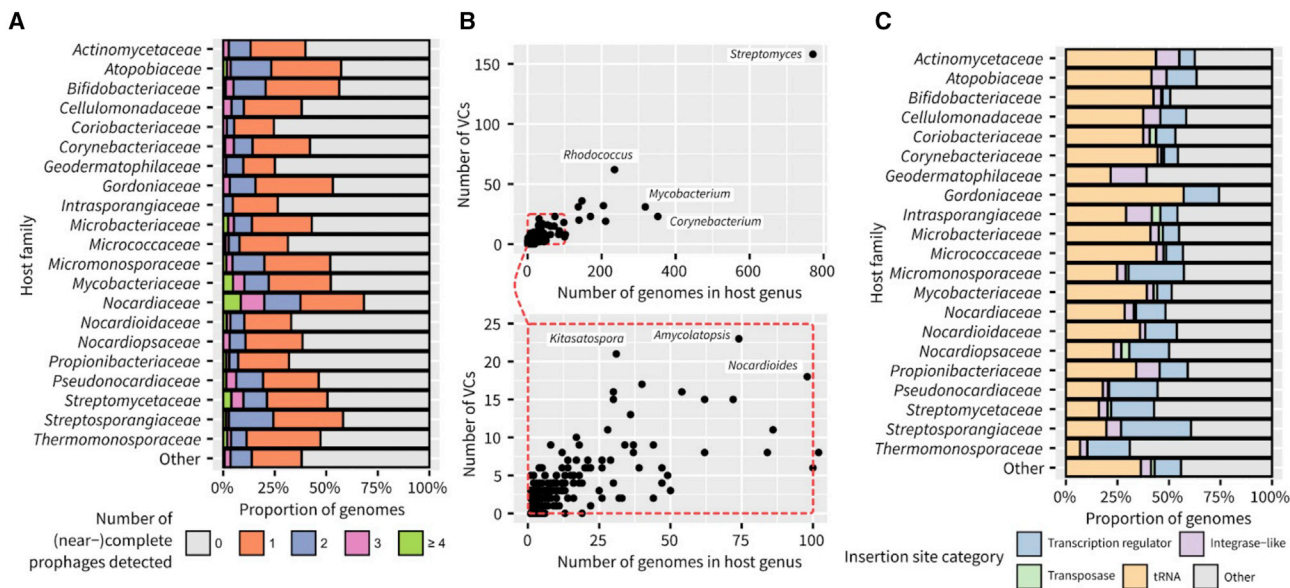 A
Host family
Actinomycetaceae
Atopobiaceae
Bifidobacteriaceae
Cellulomonadaceae
Coriobacteriaceae
Corynebacteriaceae
Geodermatophilaceae
Gordoniaceae
Intrasporangiaceae
Microbacteriaceae
Micrococcaceae
Micromonosporaceae
Mycobacteriaceae
Nocardiaceae
Nocardioidaceae
Nocardiopsaceae
Propionibacteriaceae
Pseudonocardiaceae
Streptomycetaceae
Streptosporangiaceae
Thermomonosporaceae
Other
0% 25% 50% 75% 100%
Proportion of genomes
Number of
(near-)complete
prophages detected
0 1 2 3 ≥ 4
B
Number of VCs
150
100
50
0
Streptomyces
Rhodococcus
Mycobacterium
Corynebacterium
0 200 400 600 800
Number of genomes in host genus
Number of VCs
25
20
15
10
5
0
Kitasatospora
Amycolatopsis
Nocardioides
0 25 50 75 100
Number of genomes in host genus
C
Host family
Actinomycetaceae
Atopobiaceae
Bifidobacteriaceae
Cellulomonadaceae
Coriobacteriaceae
Corynebacteriaceae
Geodermatophilaceae
Gordoniaceae
Intrasporangiaceae
Microbacteriaceae
Micrococcaceae
Micromonosporaceae
Mycobacteriaceae
Nocardiaceae
Nocardioidaceae
Nocardiopsaceae
Propionibacteriaceae
Pseudonocardiaceae
Streptomycetaceae
Streptosporangiaceae
Thermomonosporaceae
Other
0% 25% 50% 75% 100%
Proportion of genomes
Insertion site category
Transcription regulator Integrase-like
Transposase tRNA Other